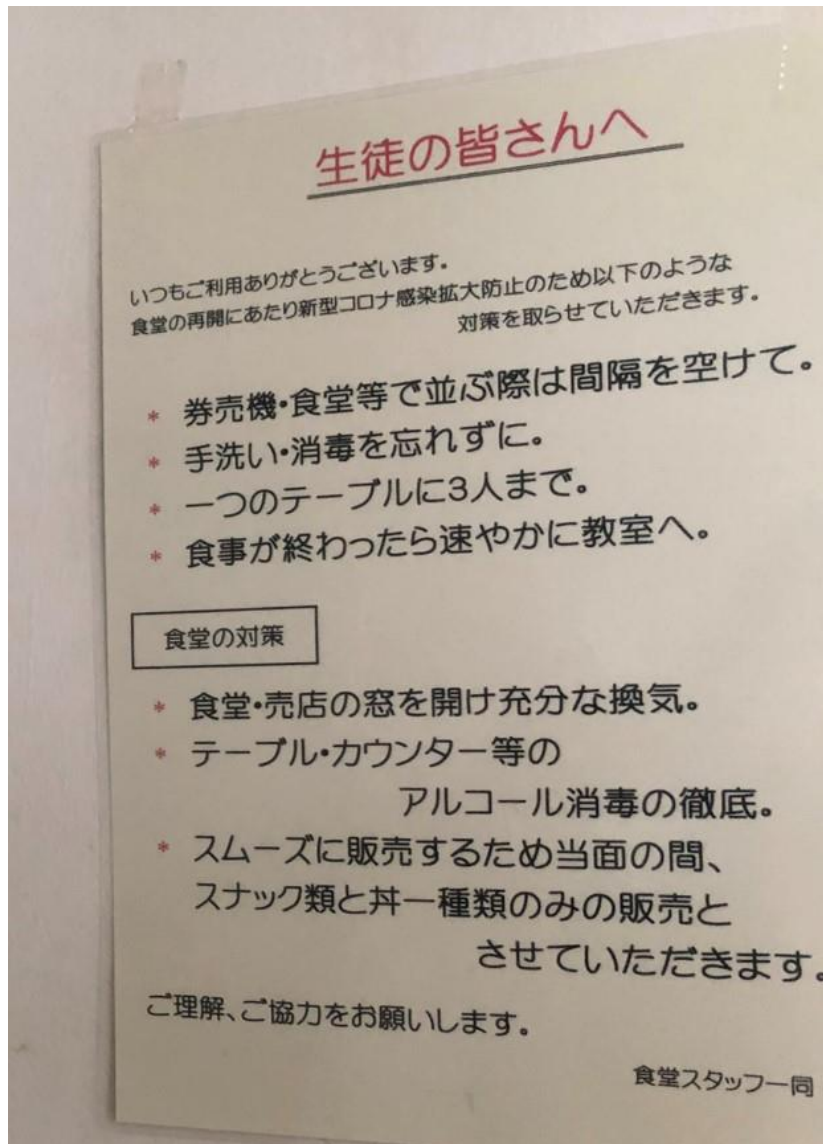 生徒の皆さんへ
いつもご利用ありがとうございます。
食堂の再開にあたり新型コロナ感染拡大防止のため以下のような
対策を取らせていただきます。
* 券売機・食堂等で並ぶ際は間隔を空けて。
* 手洗い・消毒を忘れずに。
* 一つのテーブルに3人まで。
* 食事が終わったら速やかに教室へ。
食堂の対策
* 食堂・売店の窓を開け充分な換気。
* テーブル・カウンター等の
アルコール消毒の徹底。
* スムーズに販売するため当面の間、
スナック類と丼一種類のみの販売と
させていただきます。
ご理解、ご協力をお願いします。
食堂スタッフ一同